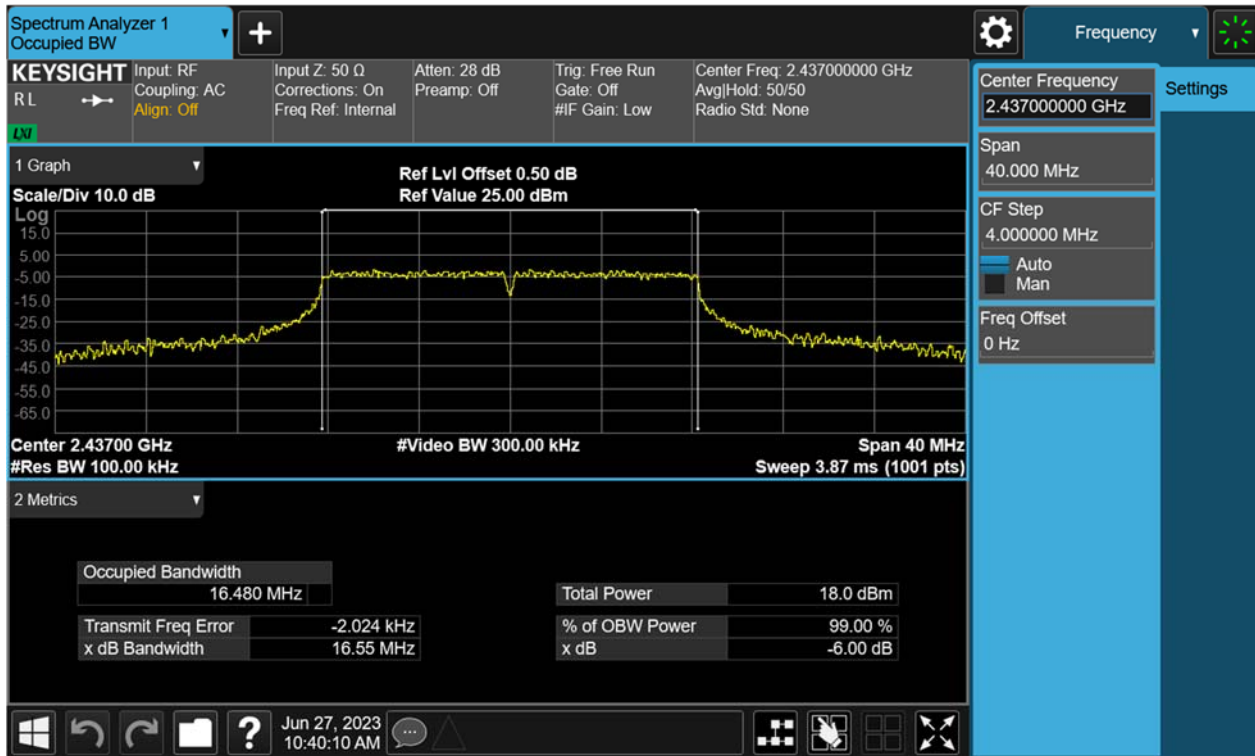 Spectrum Analyzer 1
Occupied BW
+
Frequency
KEYSIGHT
RL
LXI
Input: RF
Coupling: AC
Align: Off
Input Z: 50 Ω
Corrections: On
Freq Ref: Internal
Atten: 28 dB
Preamp: Off
Trig: Free Run
Gate: Off
#IF Gain: Low
Center Freq: 2.437000000 GHz
Avg|Hold: 50/50
Radio Std: None
Center Frequency
2.437000000 GHz
Settings
Span
40.000 MHz
CF Step
4.000000 MHz
Auto
Man
Freq Offset
0 Hz
1 Graph
Scale/Div 10.0 dB
Ref Lvl Offset 0.50 dB
Ref Value 25.00 dBm
Log
15.0
5.00
-5.00
-15.0
-25.0
-35.0
-45.0
-55.0
-65.0
Center 2.43700 GHz
#Video BW 300.00 kHz
Span 40 MHz
#Res BW 100.00 kHz
Sweep 3.87 ms (1001 pts)
2 Metrics
Occupied Bandwidth
16.480 MHz
Transmit Freq Error -2.024 kHz
x dB Bandwidth 16.55 MHz
Total Power 18.0 dBm
% of OBW Power 99.00 %
x dB -6.00 dB
?
Jun 27, 2023
10:40:10 AM